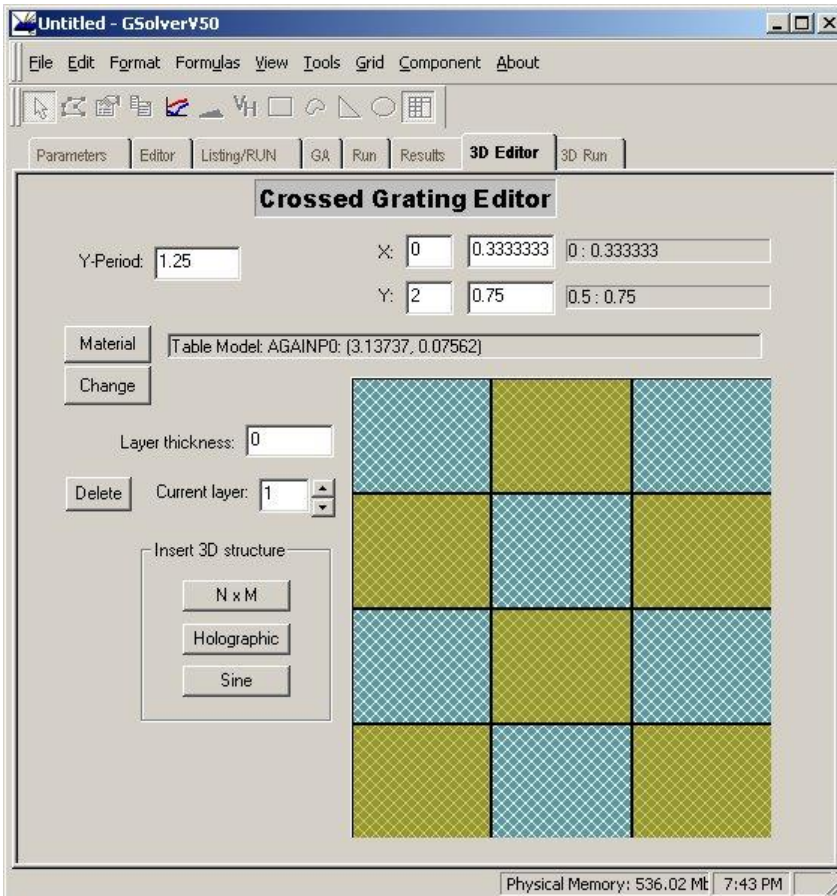 Untitled - GSolverV50
File Edit Format Formulas View Tools Grid Component About
VH
Parameters Editor Listing/RUN GA Run Results 3D Editor 3D Run
Crossed Grating Editor
Y-Period: 1.25 X: 0 0.3333333 0 : 0.333333
Y: 2 0.75 0.5 : 0.75
Material Table Model: AGAINP0: (3.13737, 0.07562)
Change
Layer thickness: 0
Delete Current layer: 1
Insert 3D structure
N x M
Holographic
Sine
Physical Memory: 536.02 Mb 7:43 PM